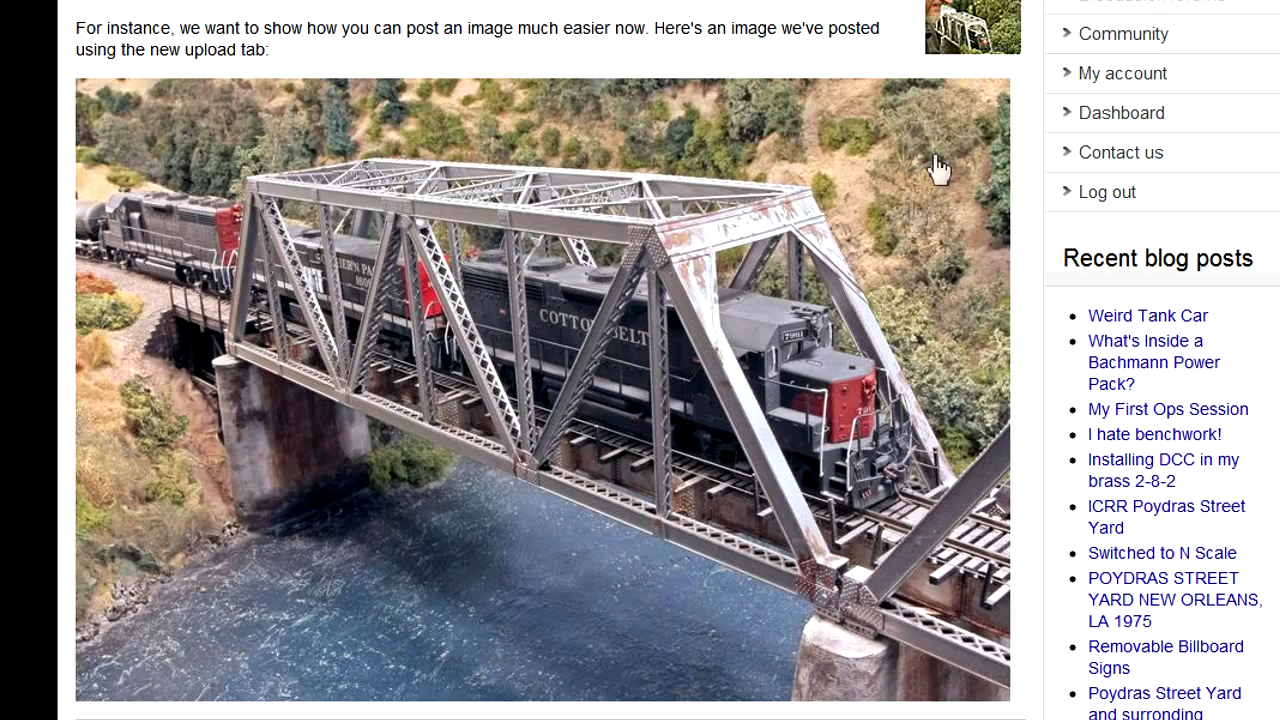 For instance, we want to show how you can post an image much easier now. Here's an image we've posted
using the new upload tab:
COTTON BELT
Community
My account
Dashboard
Contact us
Log out
Recent blog posts
Weird Tank Car
What's Inside a
Bachmann Power
Pack?
My First Ops Session
I hate benchwork!
Installing DCC in my
brass 2-8-2
ICRR Poydras Street
Yard
Switched to N Scale
POYDRAS STREET
YARD NEW ORLEANS,
LA 1975
Removable Billboard
Signs
Poydras Street Yard
and surronding